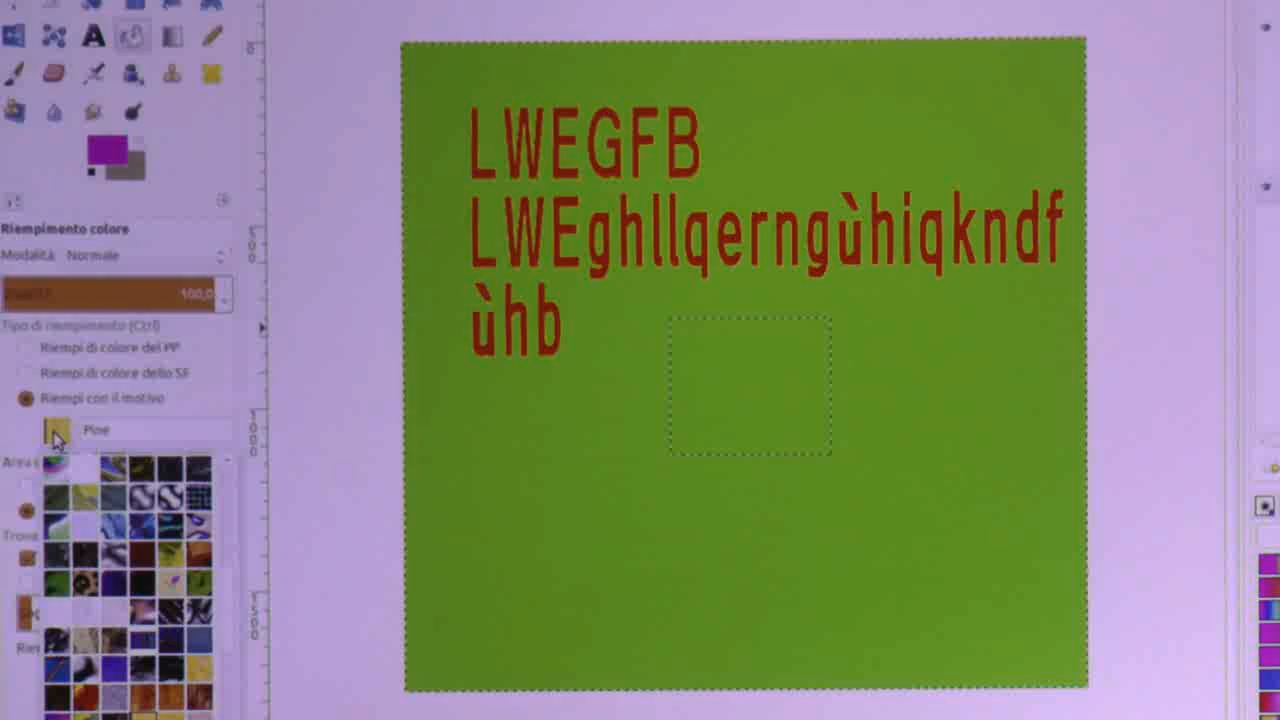 LWEGFB
LWEghllqerngùhiqkndf
ùhb
Riempimento colore
Modalità Normale
100,0
Tipo di riempimento (Ctrl)
Riempi di colore del PP
Riempi di colore dello SF
Riempi con il motivo
Pine
Area